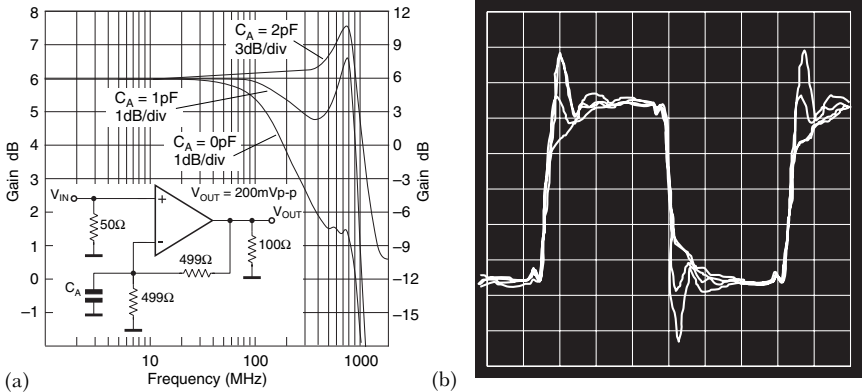 8
7
6
5
4
3
2
1
0
−1
Gain dB
12
9
6
3
0
−3
−6
−9
−12
−15
Gain dB
C_A = 2pF
3dB/div
C_A = 1pF
1dB/div
C_A = 0pF
1dB/div
V_OUT = 200mVp-p
V_IN
+
-
V_OUT
50Ω
100Ω
499Ω
C_A
499Ω
10
100
1000
Frequency (MHz)
(a)
(b)